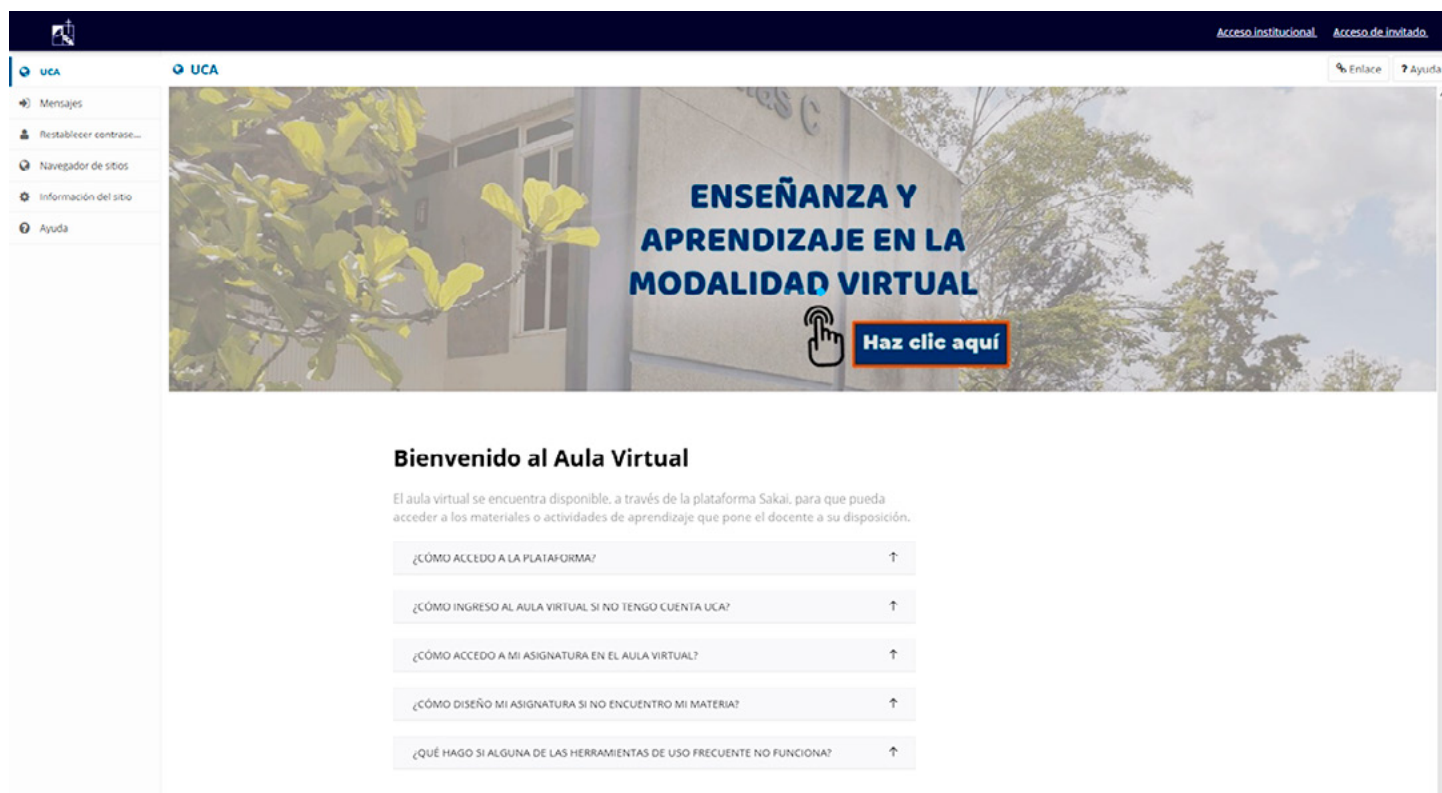 Acceso institucional Acceso de invitado
UCA
UCA
Enlace
? Ayuda
Mensajes
Restablecer contrase...
Navegador de sitios
Información del sitio
Ayuda
ENSEÑANZA Y
APRENDIZAJE EN LA
MODALIDAD VIRTUAL
Haz clic aquí
Bienvenido al Aula Virtual
El aula virtual se encuentra disponible, a través de la plataforma Sakai, para que pueda
acceder a los materiales o actividades de aprendizaje que pone el docente a su disposición.
¿CÓMO ACCEDO A LA PLATAFORMA?
¿CÓMO INGRESO AL AULA VIRTUAL SI NO TENGO CUENTA UCA?
¿CÓMO ACCEDO A MI ASIGNATURA EN EL AULA VIRTUAL?
¿CÓMO DISEÑO MI ASIGNATURA SI NO ENCUENTRO MI MATERIA?
¿QUÉ HAGO SI ALGUNA DE LAS HERRAMIENTAS DE USO FRECUENTE NO FUNCIONA?